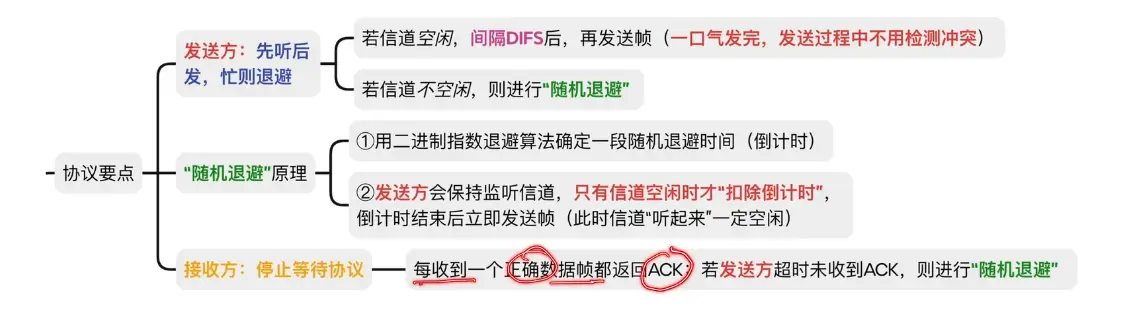 发送方：先听后
发，忙则退避
若信道空闲，间隔DIFS后，再发送帧（一口气发完，发送过程中不用检测冲突）
若信道不空闲，则进行“随机退避”
协议要点
“随机退避”原理
①用二进制指数退避算法确定一段随机退避时间（倒计时）
②发送方会保持监听信道，只有信道空闲时才“扣除倒计时”，
倒计时结束后立即发送帧（此时信道“听起来”一定空闲）
接收方：停止等待协议
每收到一个正确数据帧都返回ACK；若发送方超时未收到ACK，则进行“随机退避”